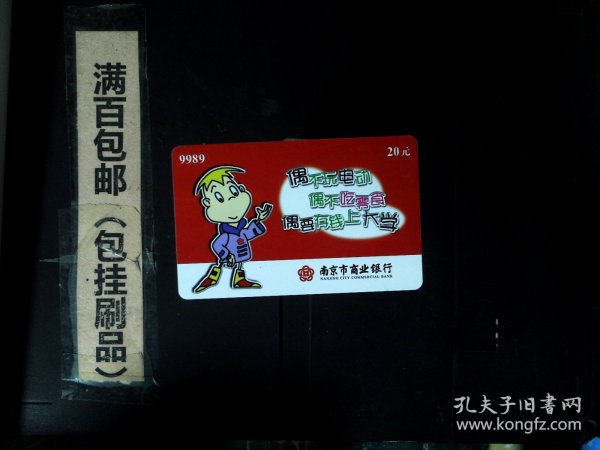 满百包邮（包挂刷品）
9989
20元
偶不玩电动
偶不吃零食
偶要存钱上大学
南京市商业银行
NANJING CITY COMMERCIAL BANK
孔夫子旧书网
www.kongfz.com